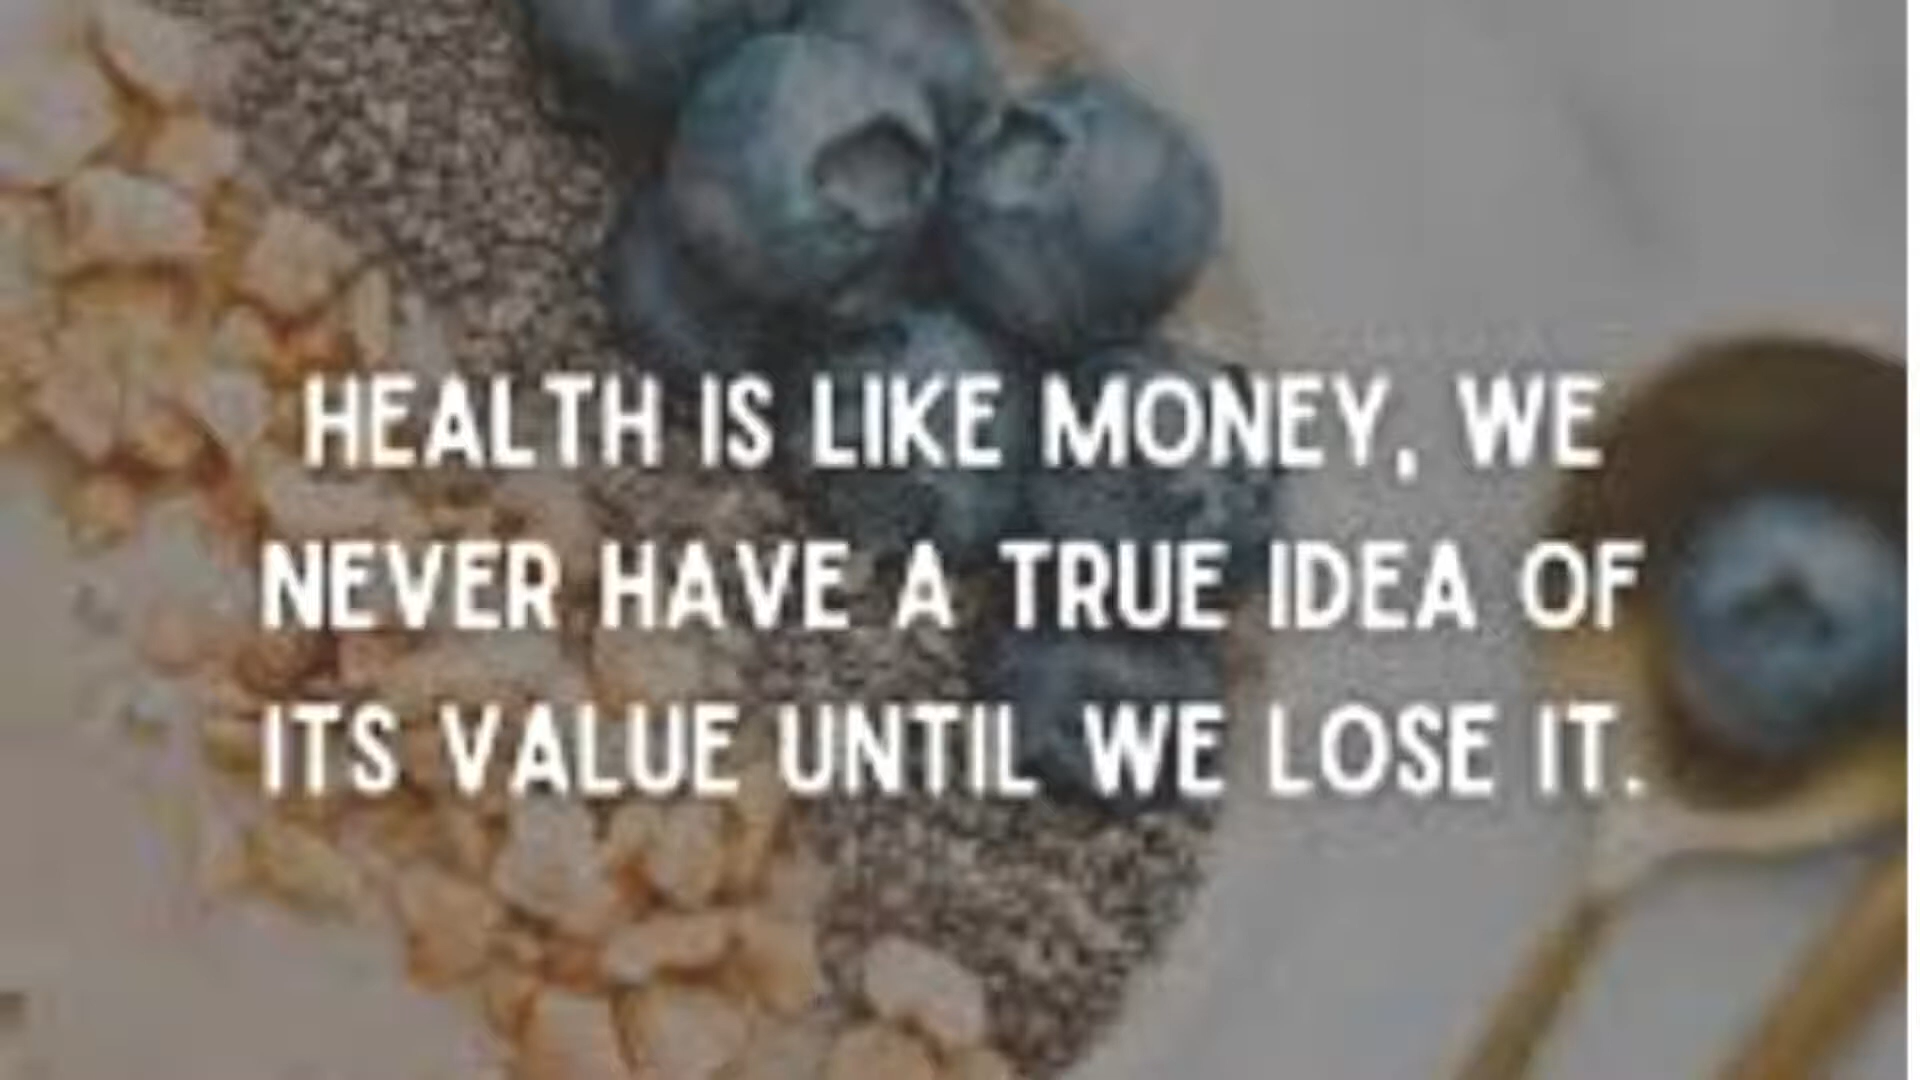 HEALTH IS LIKE MONEY, WE
NEVER HAVE A TRUE IDEA OF
ITS VALUE UNTIL WE LOSE IT.